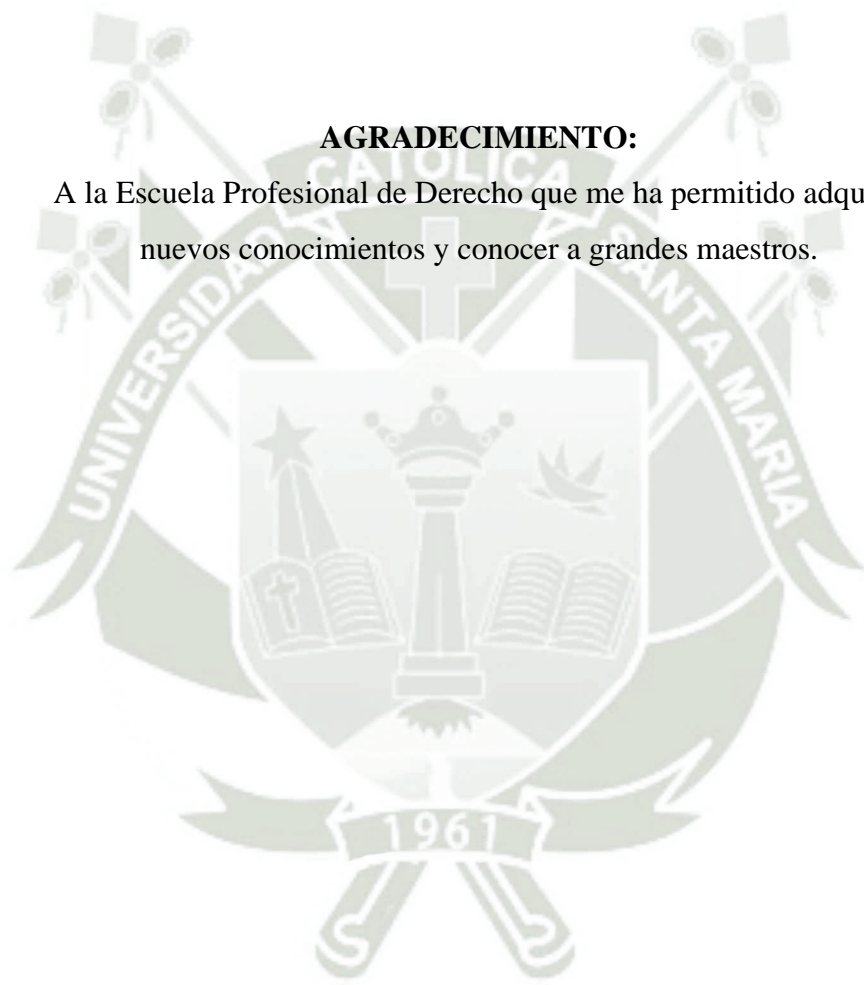 AGRADECIMIENTO:
A la Escuela Profesional de Derecho que me ha permitido adqu
nuevos conocimientos y conocer a grandes maestros.
UNIVERSIDAD CATOLICA SANTA MARIA
1961